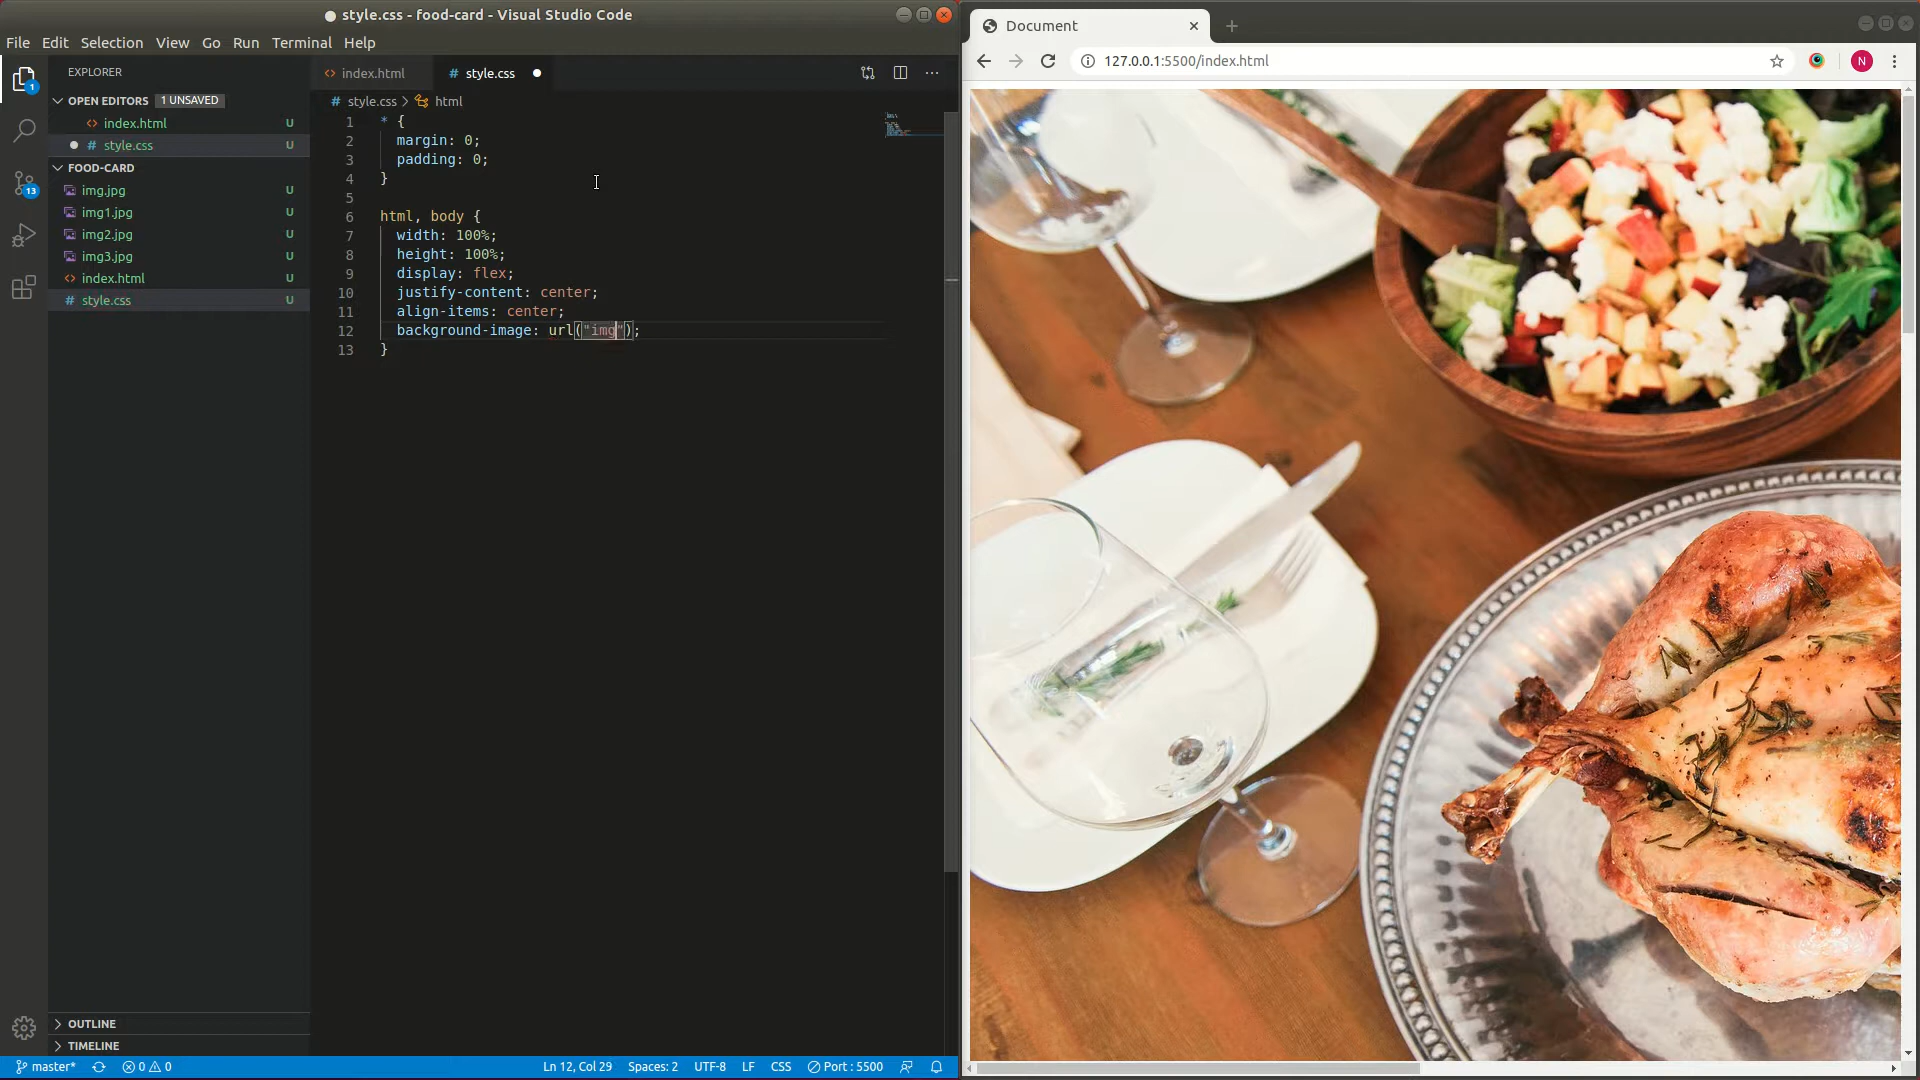 style.css - food-card - Visual Studio Code
File Edit Selection View Go Run Terminal Help
EXPLORER
OPEN EDITORS 1 UNSAVED
index.html U
# style.css U
FOOD-CARD
img.jpg U
img1.jpg U
img2.jpg U
img3.jpg U
index.html U
# style.css U
OUTLINE
TIMELINE
1
13
index.html # style.css
# style.css > html
1 * {
2 margin: 0;
3 padding: 0;
4 }
5
6 html, body {
7 width: 100%;
8 height: 100%;
9 display: flex;
10 justify-content: center;
11 align-items: center;
12 background-image: url("img");
13 }
master* 0 0 Ln 12, Col 29 Spaces: 2 UTF-8 LF CSS Port : 5500
Document
127.0.0.1:5500/index.html N